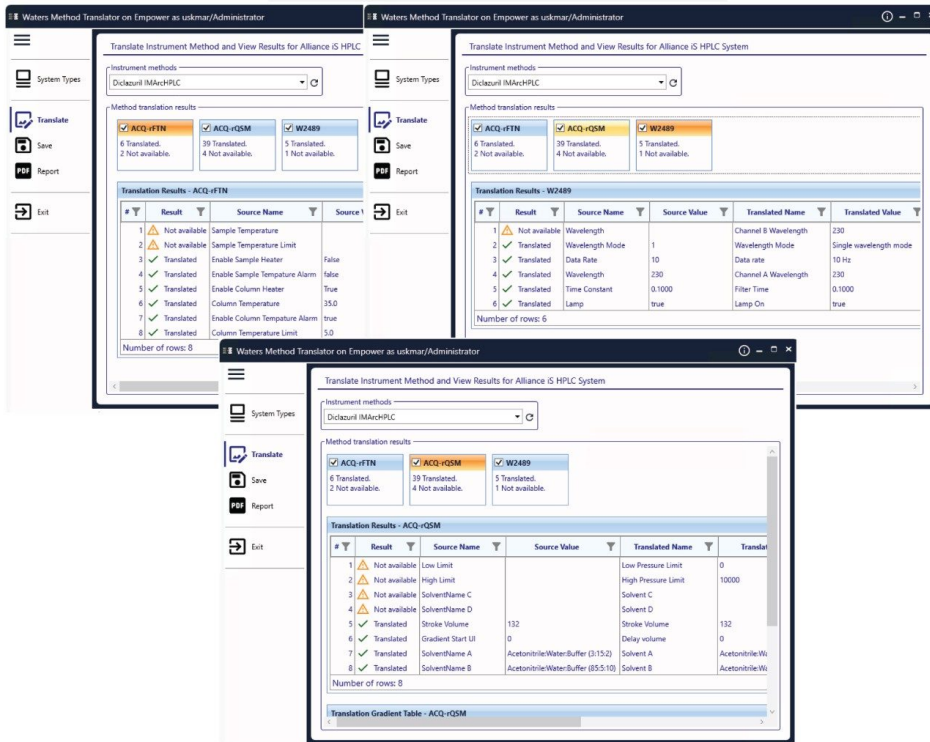 Waters Method Translator on Empower as uskmar/Administrator
Translate Instrument Method and View Results for Alliance iS HPLC
System Types
Translate
Save
PDF Report
Exit
Instrument methods
Diclazuril IMArcHPLC
Method translation results
ACQ-rFTN
6 Translated.
2 Not available.
ACQ-rQSM
39 Translated.
4 Not available.
W2489
5 Translated.
1 Not available.
Translation Results - ACQ-rFTN
# Result Source Name Source
1 Not available Sample Temperature
2 Not available Sample Temperature Limit
3 Translated Enable Sample Heater False
4 Translated Enable Sample Tempature Alarm false
5 Translated Enable Column Heater True
6 Translated Column Temperature 35.0
7 Translated Enable Column Tempature Alarm true
8 Translated Column Temperature Limit 5.0
Number of rows: 8
Waters Method Translator on Empower as uskmar/Administrator
Translate Instrument Method and View Results for Alliance iS HPLC System
System Types
Translate
Save
PDF Report
Exit
Instrument methods
Diclazuril IMArcHPLC
Method translation results
ACQ-rFTN
6 Translated.
2 Not available.
ACQ-rQSM
39 Translated.
4 Not available.
W2489
5 Translated.
1 Not available.
Translation Results - W2489
# Result Source Name Source Value Translated Name Translated Value
1 Not available Wavelength Channel B Wavelength 230
2 Translated Wavelength Mode 1 Wavelength Mode Single wavelength mode
3 Translated Data Rate 10 Data rate 10 Hz
4 Translated Wavelength 230 Channel A Wavelength 230
5 Translated Time Constant 0.1000 Filter Time 0.1000
6 Translated Lamp true Lamp On true
Number of rows: 6
Waters Method Translator on Empower as uskmar/Administrator
Translate Instrument Method and View Results for Alliance iS HPLC System
System Types
Translate
Save
PDF Report
Exit
Instrument methods
Diclazuril IMArcHPLC
Method translation results
ACQ-rFTN
6 Translated.
2 Not available.
ACQ-rQSM
39 Translated.
4 Not available.
W2489
5 Translated.
1 Not available.
Translation Results - ACQ-rQSM
# Result Source Name Source Value Translated Name Translat
1 Not available Low Limit Low Pressure Limit 0
2 Not available High Limit High Pressure Limit 10000
3 Not available SolventName C Solvent C
4 Not available SolventName D Solvent D
5 Translated Stroke Volume 132 Stroke Volume 132
6 Translated Gradient Start UI 0 Delay volume 0
7 Translated SolventName A Acetonitrile:Water:Buffer (3:15:2) Solvent A Acetonitrile:Wa
8 Translated SolventName B Acetonitrile:Water:Buffer (85:5:10) Solvent B Acetonitrile:Wa
Number of rows: 8
Translation Gradient Table - ACQ-rQSM